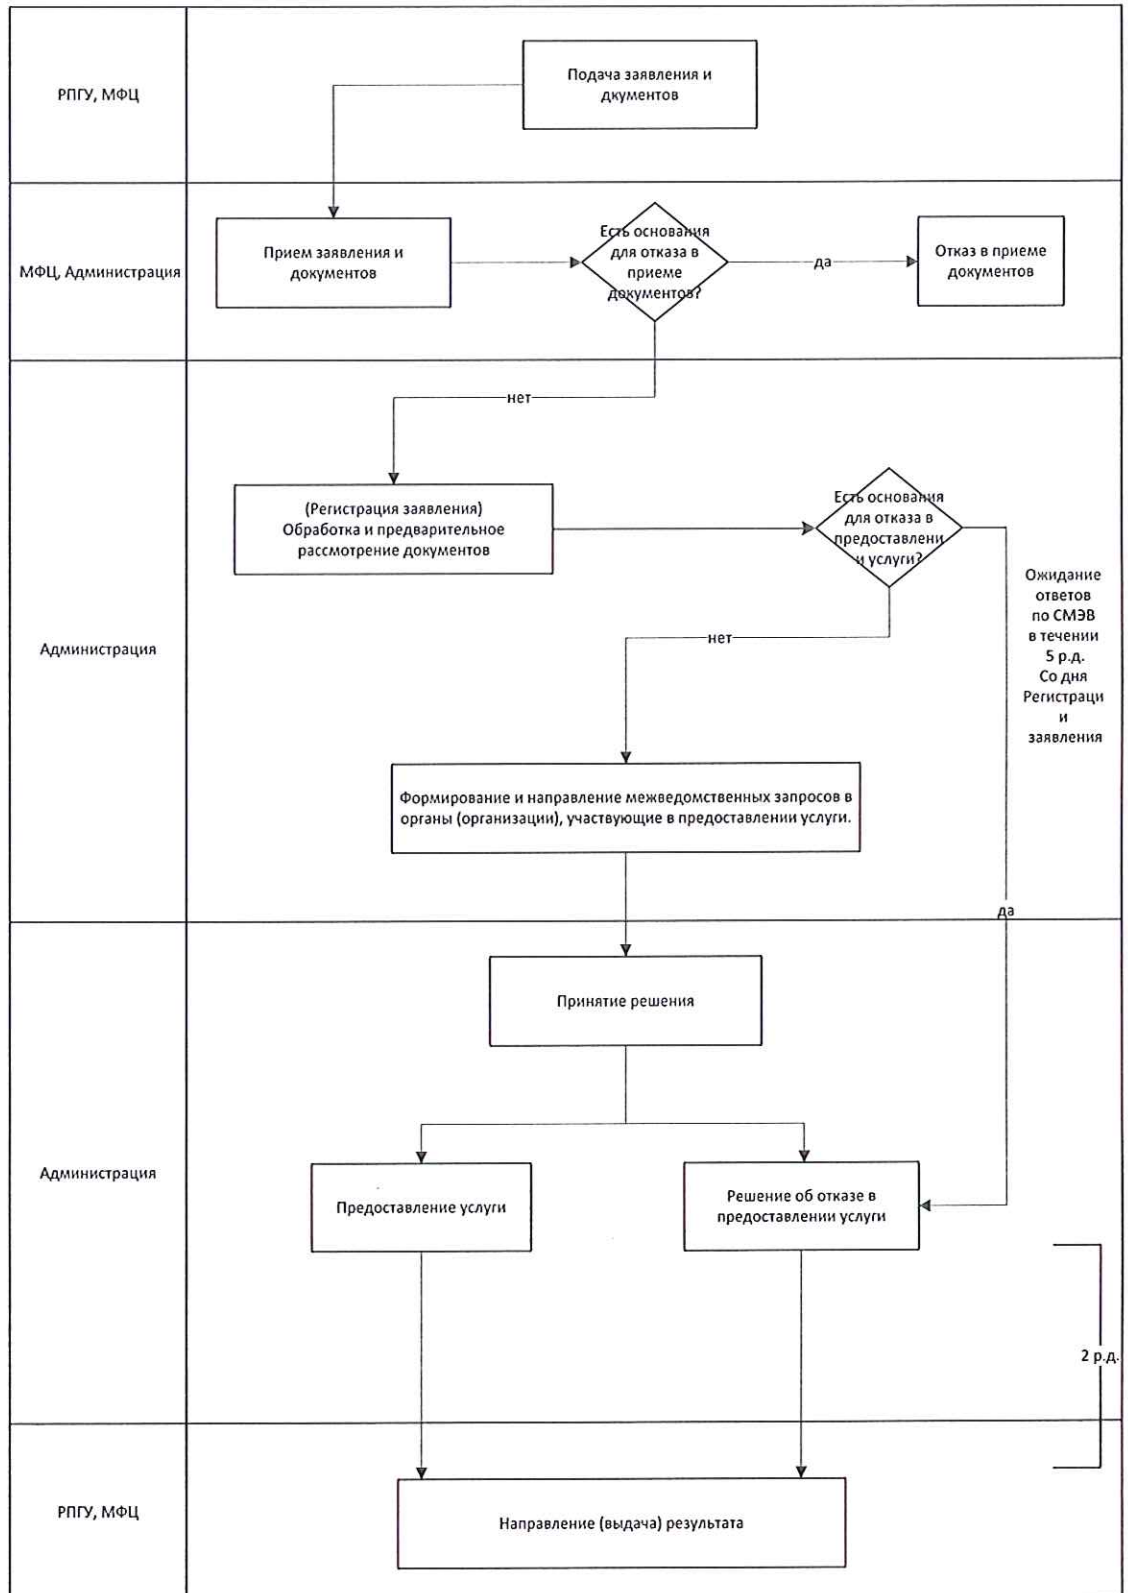 РПГУ, МФЦ
Подача заявления и
дкументов
МФЦ, Администрация
Прием заявления и
документов
Есть основания
для отказа в
приеме
документов?
да
Отказ в приеме
документов
нет
Администрация
(Регистрация заявления)
Обработка и предварительное
рассмотрение документов
Есть основания
для отказа в
предоставлени
и услуги?
Ожидание
ответов
по СМЭВ
в течении
5 р.д.
Со дня
Регистраци
и
заявления
нет
Формирование и направление межведомственных запросов в
органы (организации), участвующие в предоставлении услуги.
да
Администрация
Принятие решения
Предоставление услуги
Решение об отказе в
предоставлении услуги
2 р.д.
РПГУ, МФЦ
Направление (выдача) результата